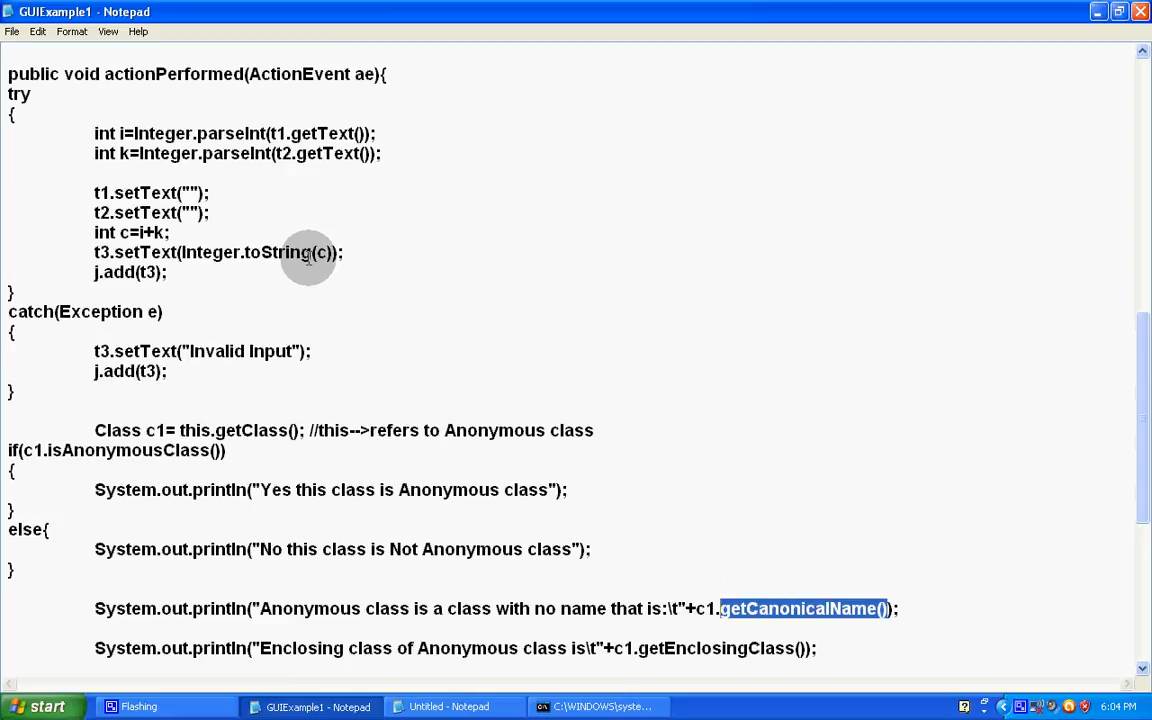 GUIExample1 - Notepad
File Edit Format View Help
public void actionPerformed(ActionEvent ae){
try
{
int i=Integer.parseInt(t1.getText());
int k=Integer.parseInt(t2.getText());
t1.setText("");
t2.setText("");
int c=i+k;
t3.setText(Integer.toString(c));
j.add(t3);
}
catch(Exception e)
{
t3.setText("Invalid Input");
j.add(t3);
}
Class c1= this.getClass(); //this-->refers to Anonymous class
if(c1.isAnonymousClass())
{
System.out.println("Yes this class is Anonymous class");
}
else{
System.out.println("No this class is Not Anonymous class");
}
System.out.println("Anonymous class is a class with no name that is:\t"+c1.getCanonicalName());
System.out.println("Enclosing class of Anonymous class is\t"+c1.getEnclosingClass());
start Flashing GUIExample1 - Notepad Untitled - Notepad C:\WINDOWS\syste... 6:04 PM